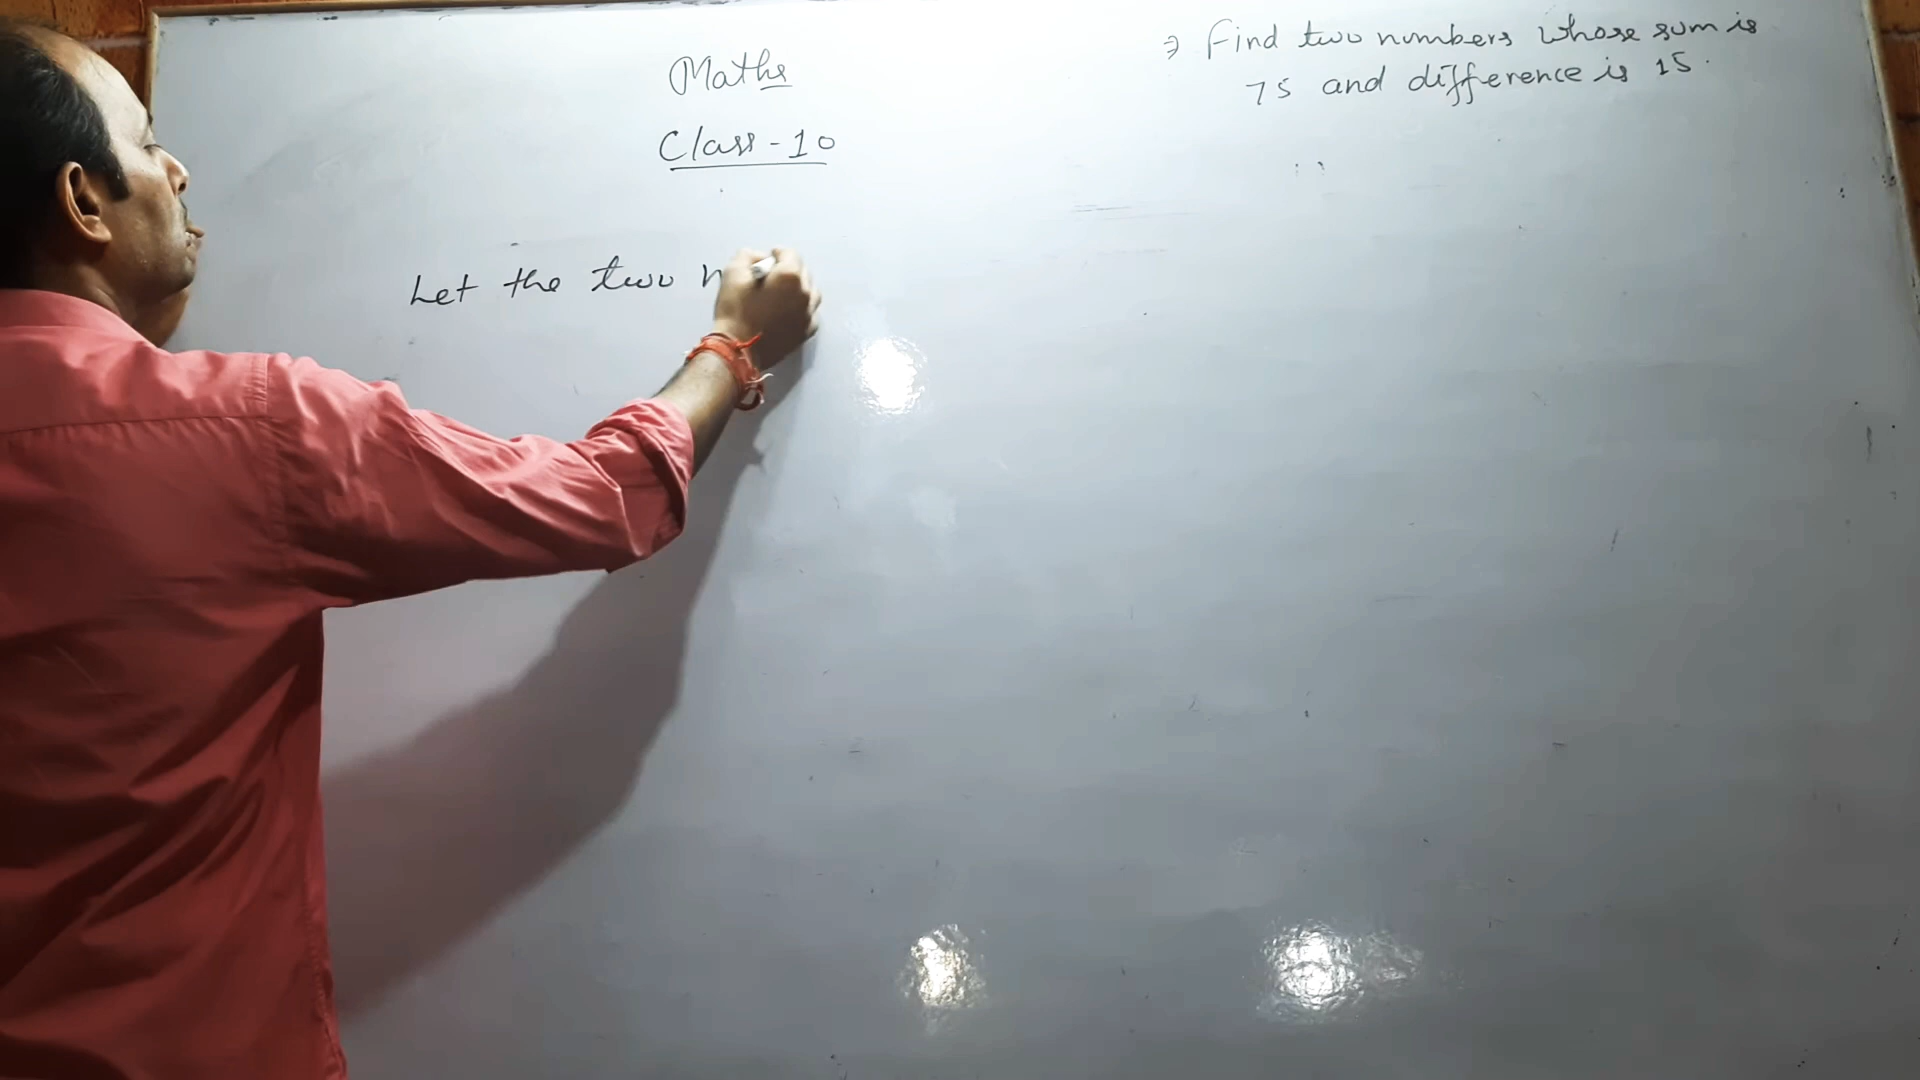 Maths
Class-10
⇒ Find two numbers whose sum is
75 and difference is 15.
Let the two